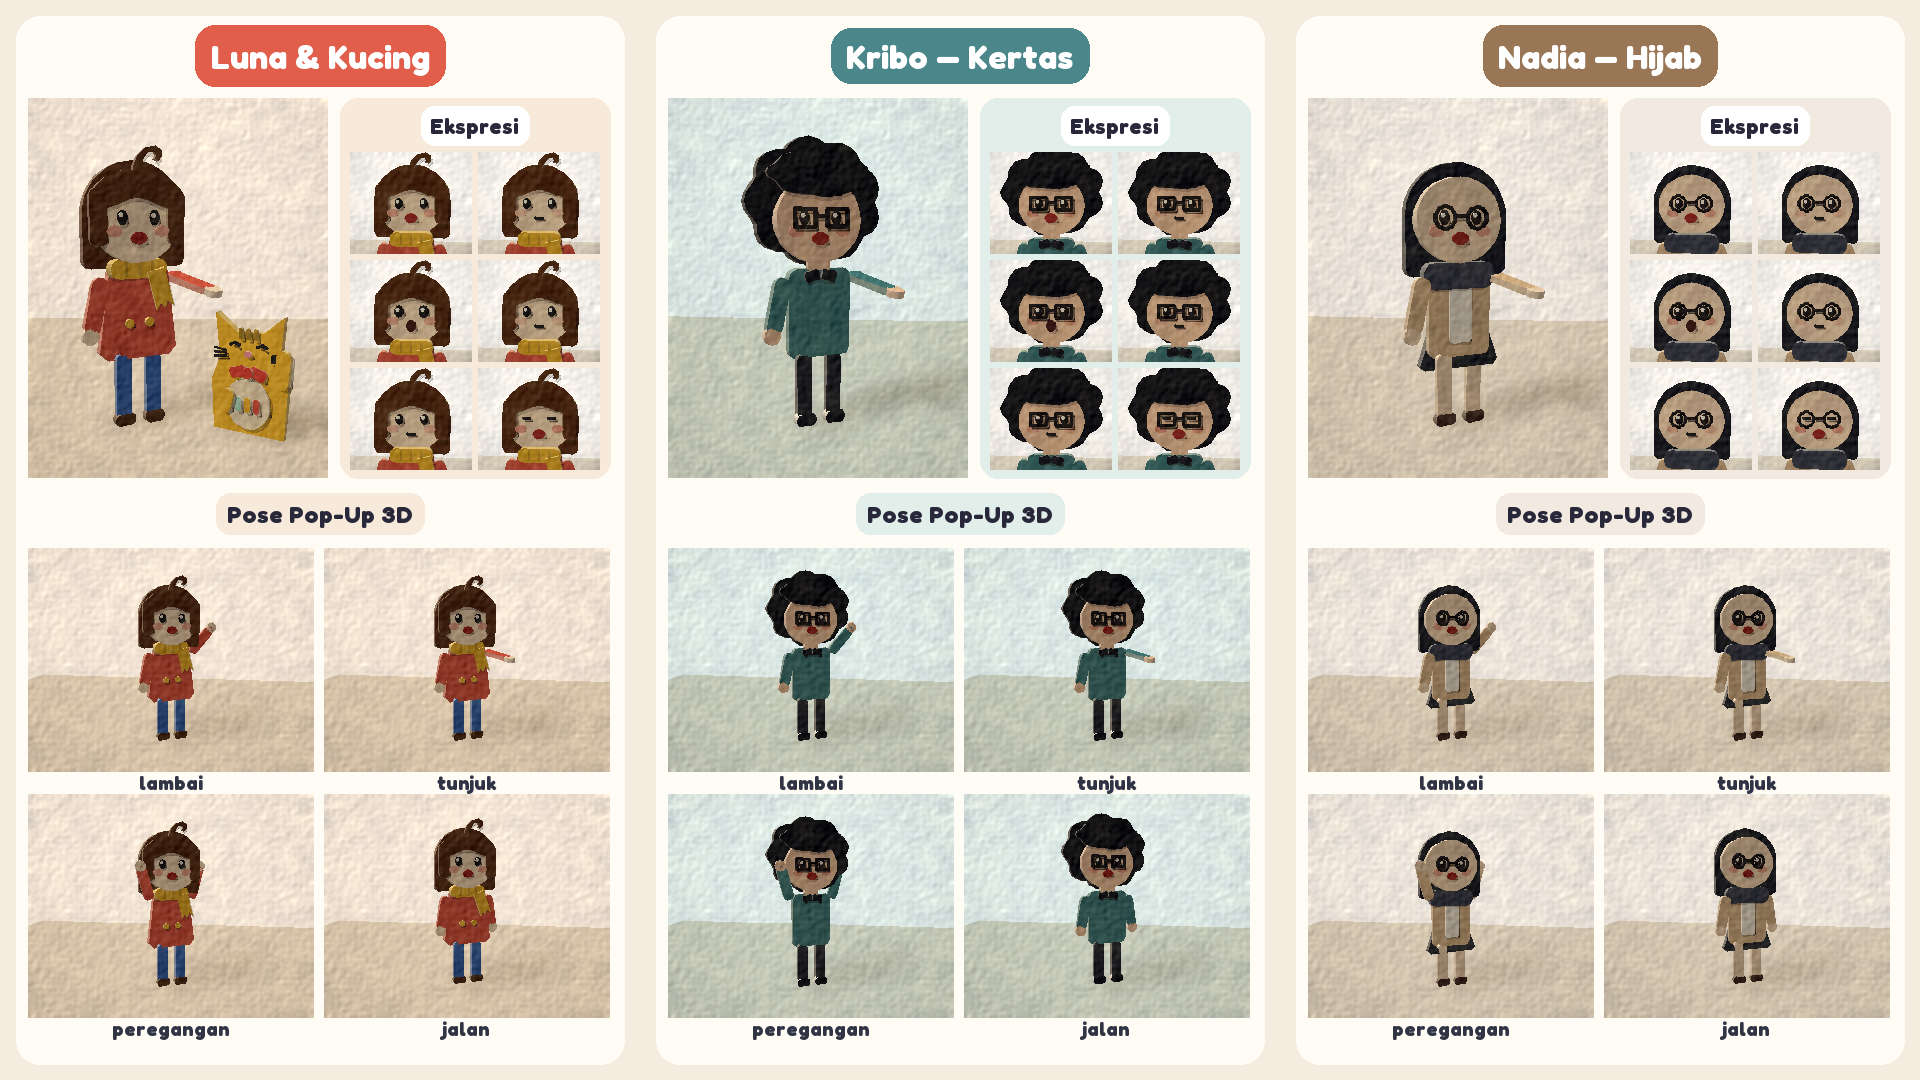 Luna & Kucing
Ekspresi
Pose Pop-Up 3D
lambai
tunjuk
peregangan
jalan
Kribo — Kertas
Ekspresi
Pose Pop-Up 3D
lambai
tunjuk
peregangan
jalan
Nadia — Hijab
Ekspresi
Pose Pop-Up 3D
lambai
tunjuk
peregangan
jalan